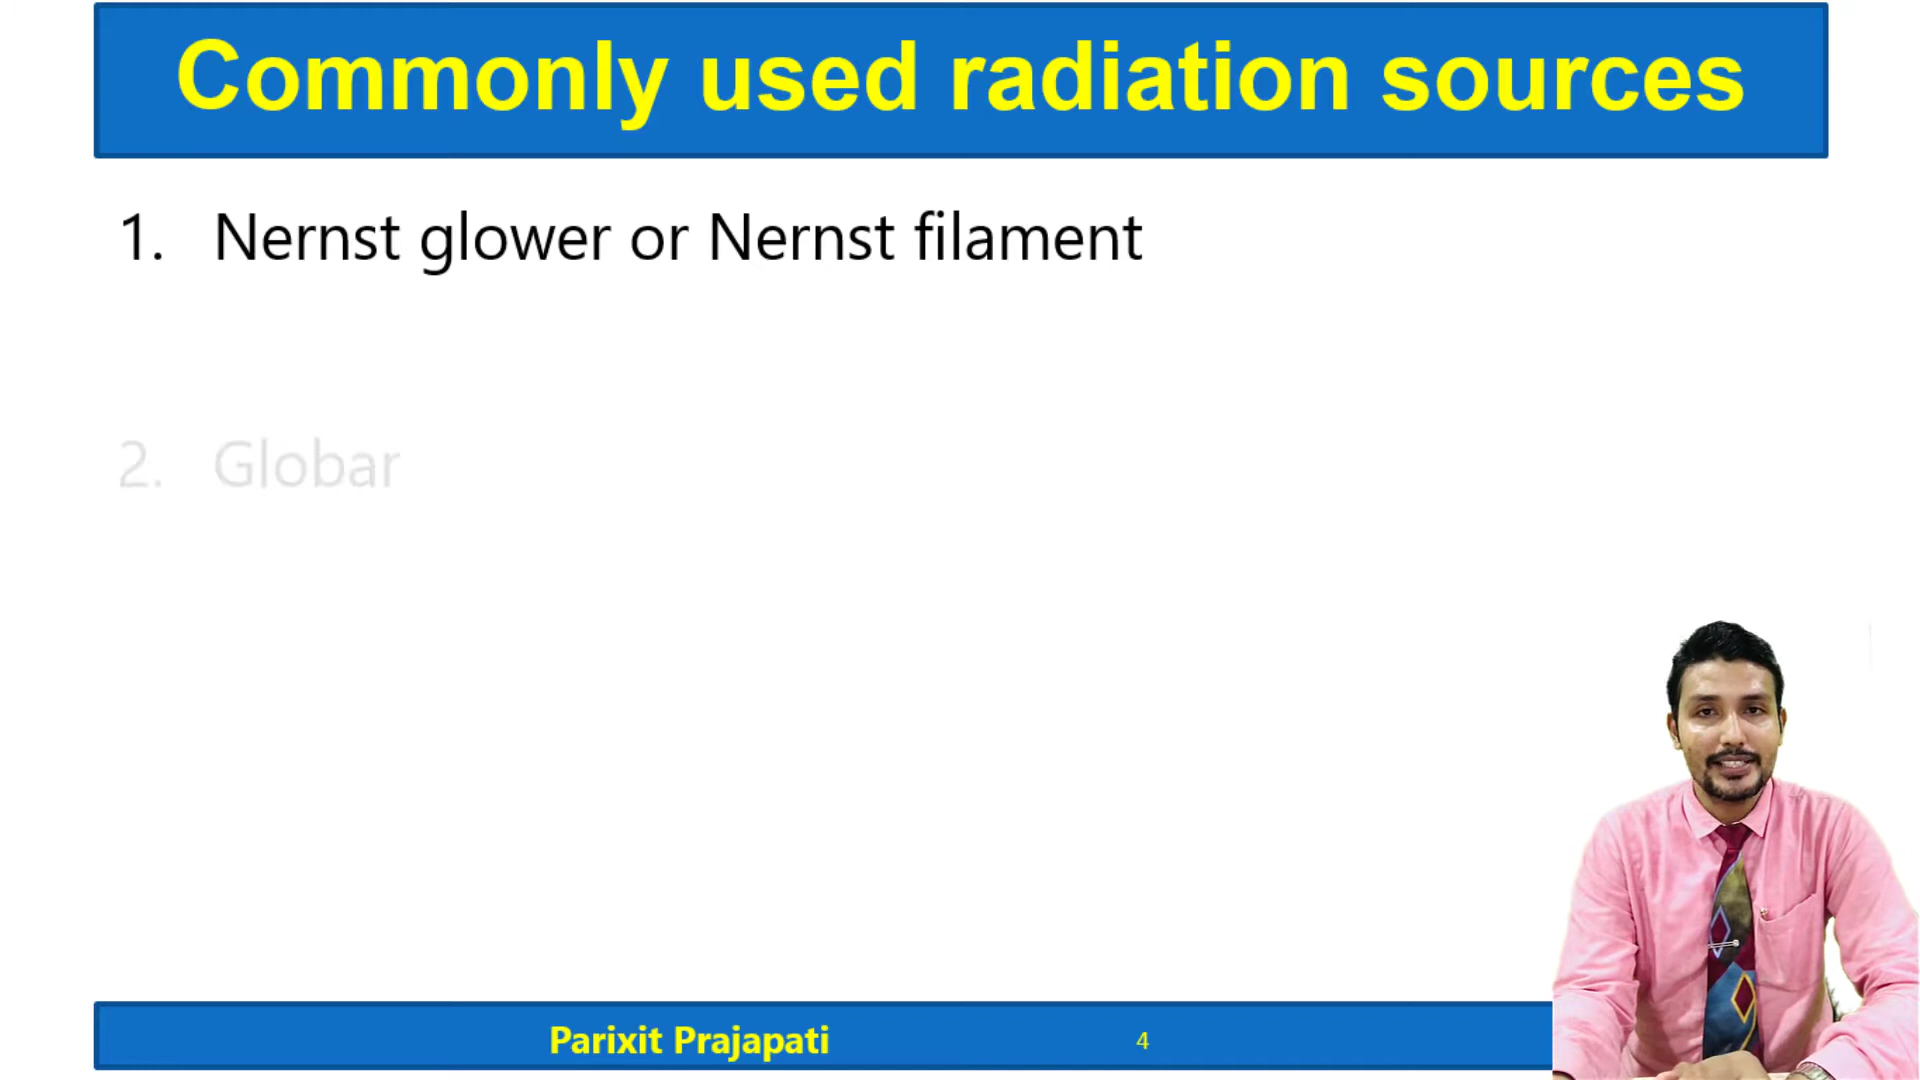 Commonly used radiation sources
1. Nernst glower or Nernst filament
2. Globar
Parixit Prajapati
4